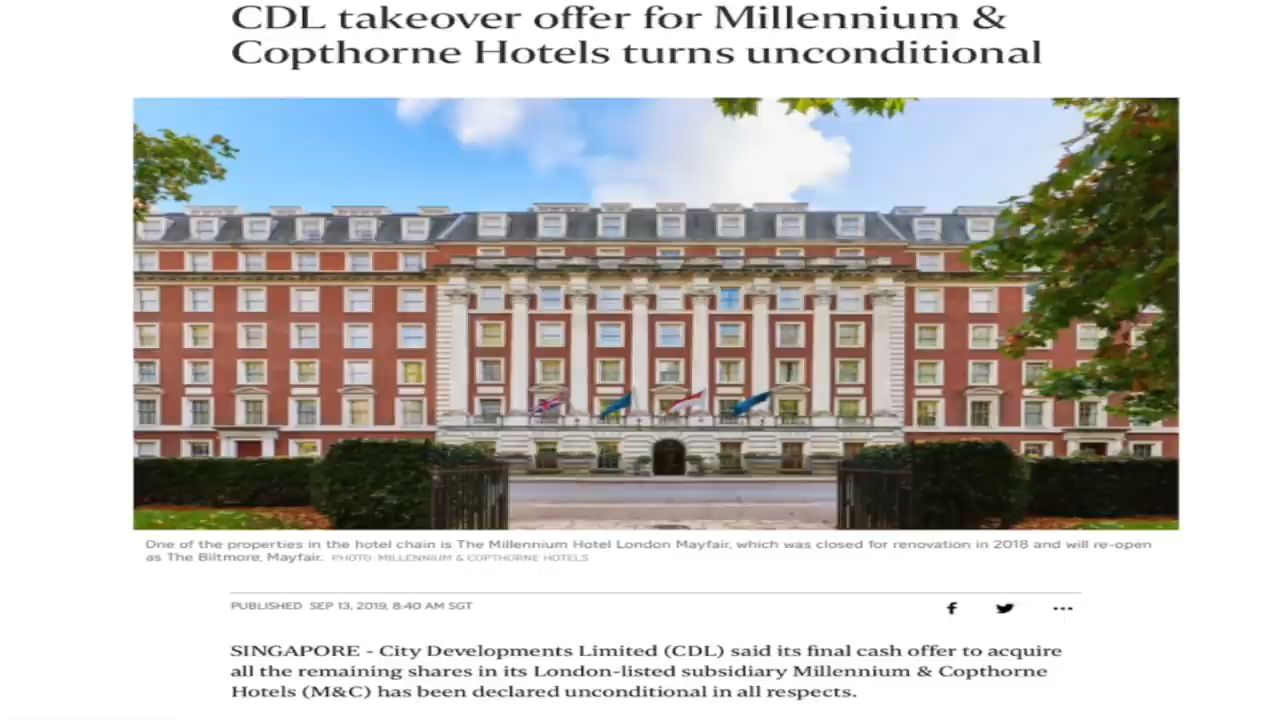 CDL takeover offer for Millennium &
Copthorne Hotels turns unconditional
One of the properties in the hotel chain is The Millennium Hotel London Mayfair, which was closed for renovation in 2018 and will re-open
as The Biltmore, Mayfair. PHOTO: MILLENNIUM & COPTHORNE HOTELS
PUBLISHED SEP 13, 2019, 8:40 AM SGT
SINGAPORE - City Developments Limited (CDL) said its final cash offer to acquire
all the remaining shares in its London-listed subsidiary Millennium & Copthorne
Hotels (M&C) has been declared unconditional in all respects.